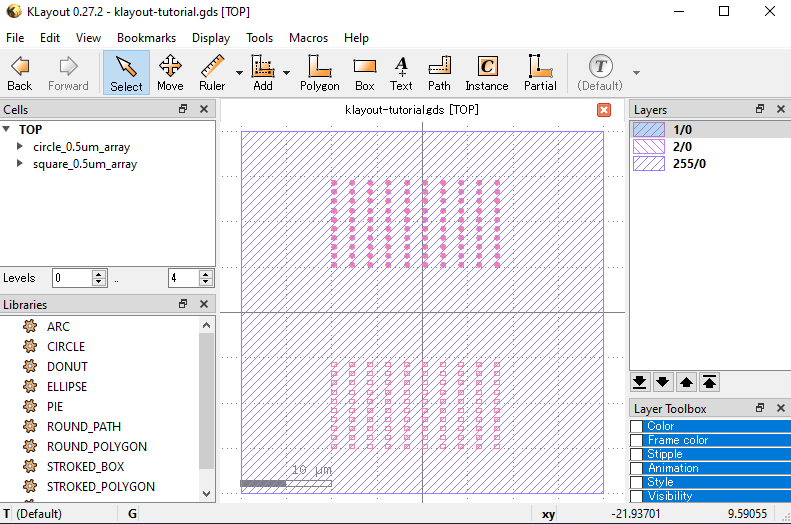 KLayout 0.27.2 - klayout-tutorial.gds [TOP]
File Edit View Bookmarks Display Tools Macros Help
Back Forward Select Move Ruler Add Polygon Box Text Path Instance Partial (Default)
Cells
TOP
circle_0.5um_array
square_0.5um_array
Levels 0 .. 4
Libraries
ARC
CIRCLE
DONUT
ELLIPSE
PIE
ROUND_PATH
ROUND_POLYGON
STROKED_BOX
STROKED_POLYGON
klayout-tutorial.gds [TOP]
10 μm
Layers
1/0
2/0
255/0
Layer Toolbox
Color
Frame color
Stipple
Animation
Style
Visibility
T (Default) G xy -21.93701 9.59055